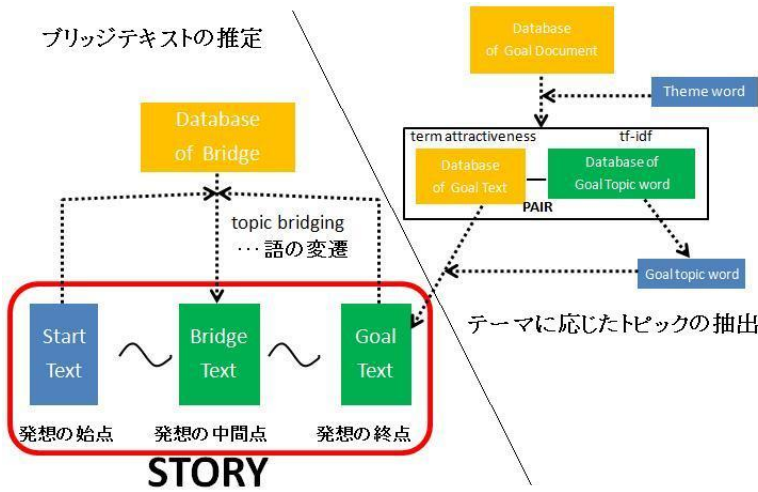 ブリッジテキストの推定
Database
of Goal Document
Theme word
term attractiveness
tf-idf
Database
of Goal Text
Database of
Goal Topic word
PAIR
Goal topic word
テーマに応じたトピックの抽出
Database
of Bridge
topic bridging
…語の変遷
Start
Text
Bridge
Text
Goal
Text
発想の始点
発想の中間点
発想の終点
STORY